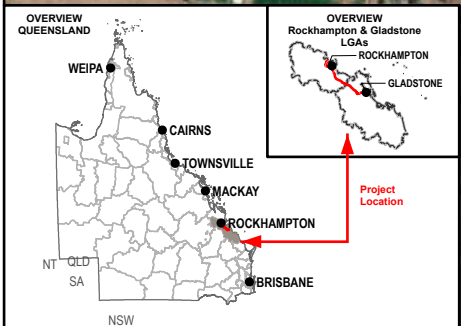 OVERVIEW
QUEENSLAND
WEIPA
CAIRNS
TOWNSVILLE
MACKAY
ROCKHAMPTON
BRISBANE
NT
QLD
SA
NSW
OVERVIEW
Rockhampton & Gladstone
LGAs
ROCKHAMPTON
GLADSTONE
Project
Location